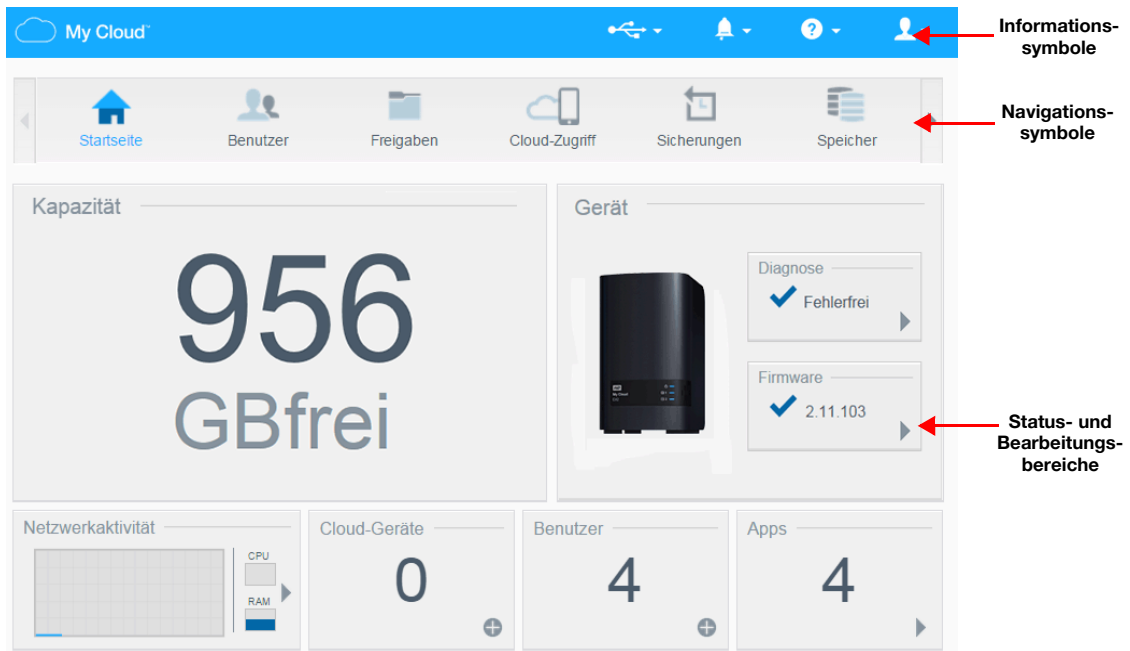 My Cloud™
Informations-
symbole
Startseite
Benutzer
Freigaben
Cloud-Zugriff
Sicherungen
Speicher
Navigations-
symbole
Kapazität
956
GBfrei
Gerät
Diagnose
Fehlerfrei
Firmware
2.11.103
Status- und
Bearbeitungs-
bereiche
Netzwerkaktivität
CPU
RAM
Cloud-Geräte
0
Benutzer
4
Apps
4